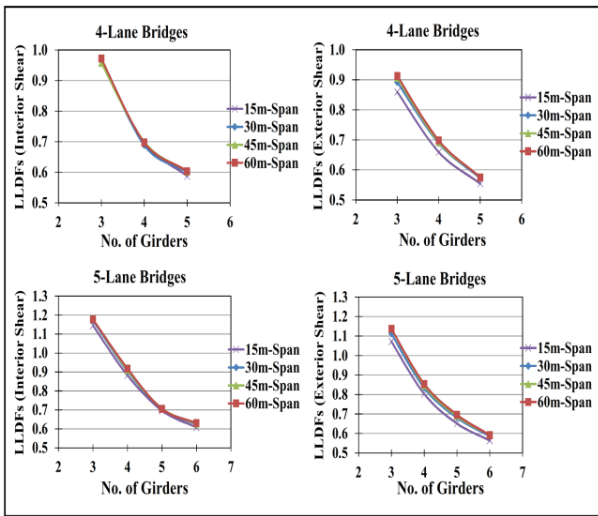 4-Lane Bridges
LLDFs (Interior Shear)
1.0
0.9
0.8
0.7
0.6
0.5
2 3 4 5 6
No. of Girders
15m-Span
30m-Span
45m-Span
60m-Span
4-Lane Bridges
LLDFs (Exterior Shear)
1.0
0.9
0.8
0.7
0.6
0.5
2 3 4 5 6
No. of Girders
15m-Span
30m-Span
45m-Span
60m-Span
5-Lane Bridges
LLDFs (Interior Shear)
1.3
1.2
1.1
1.0
0.9
0.8
0.7
0.6
0.5
2 3 4 5 6 7
No. of Girders
15m-Span
30m-Span
45m-Span
60m-Span
5-Lane Bridges
LLDFs (Exterior Shear)
1.3
1.2
1.1
1.0
0.9
0.8
0.7
0.6
0.5
2 3 4 5 6 7
No. of Girders
15m-Span
30m-Span
45m-Span
60m-Span